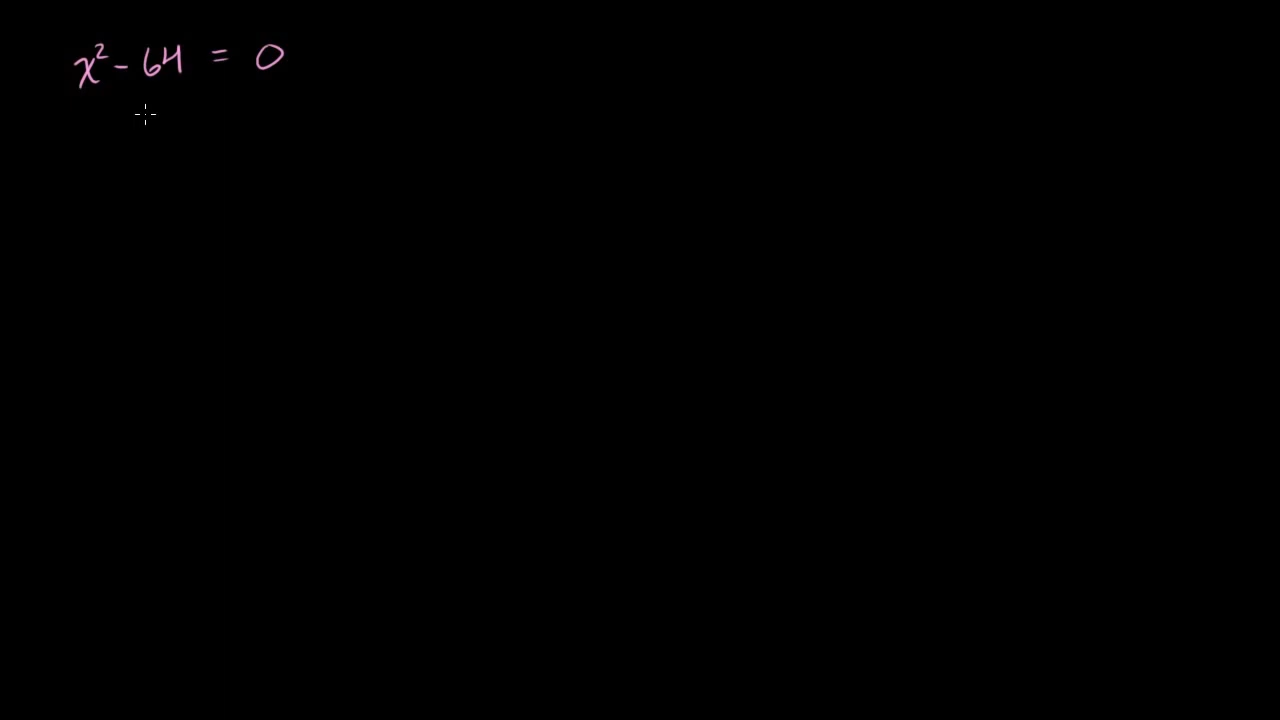 x² - 64 = 0